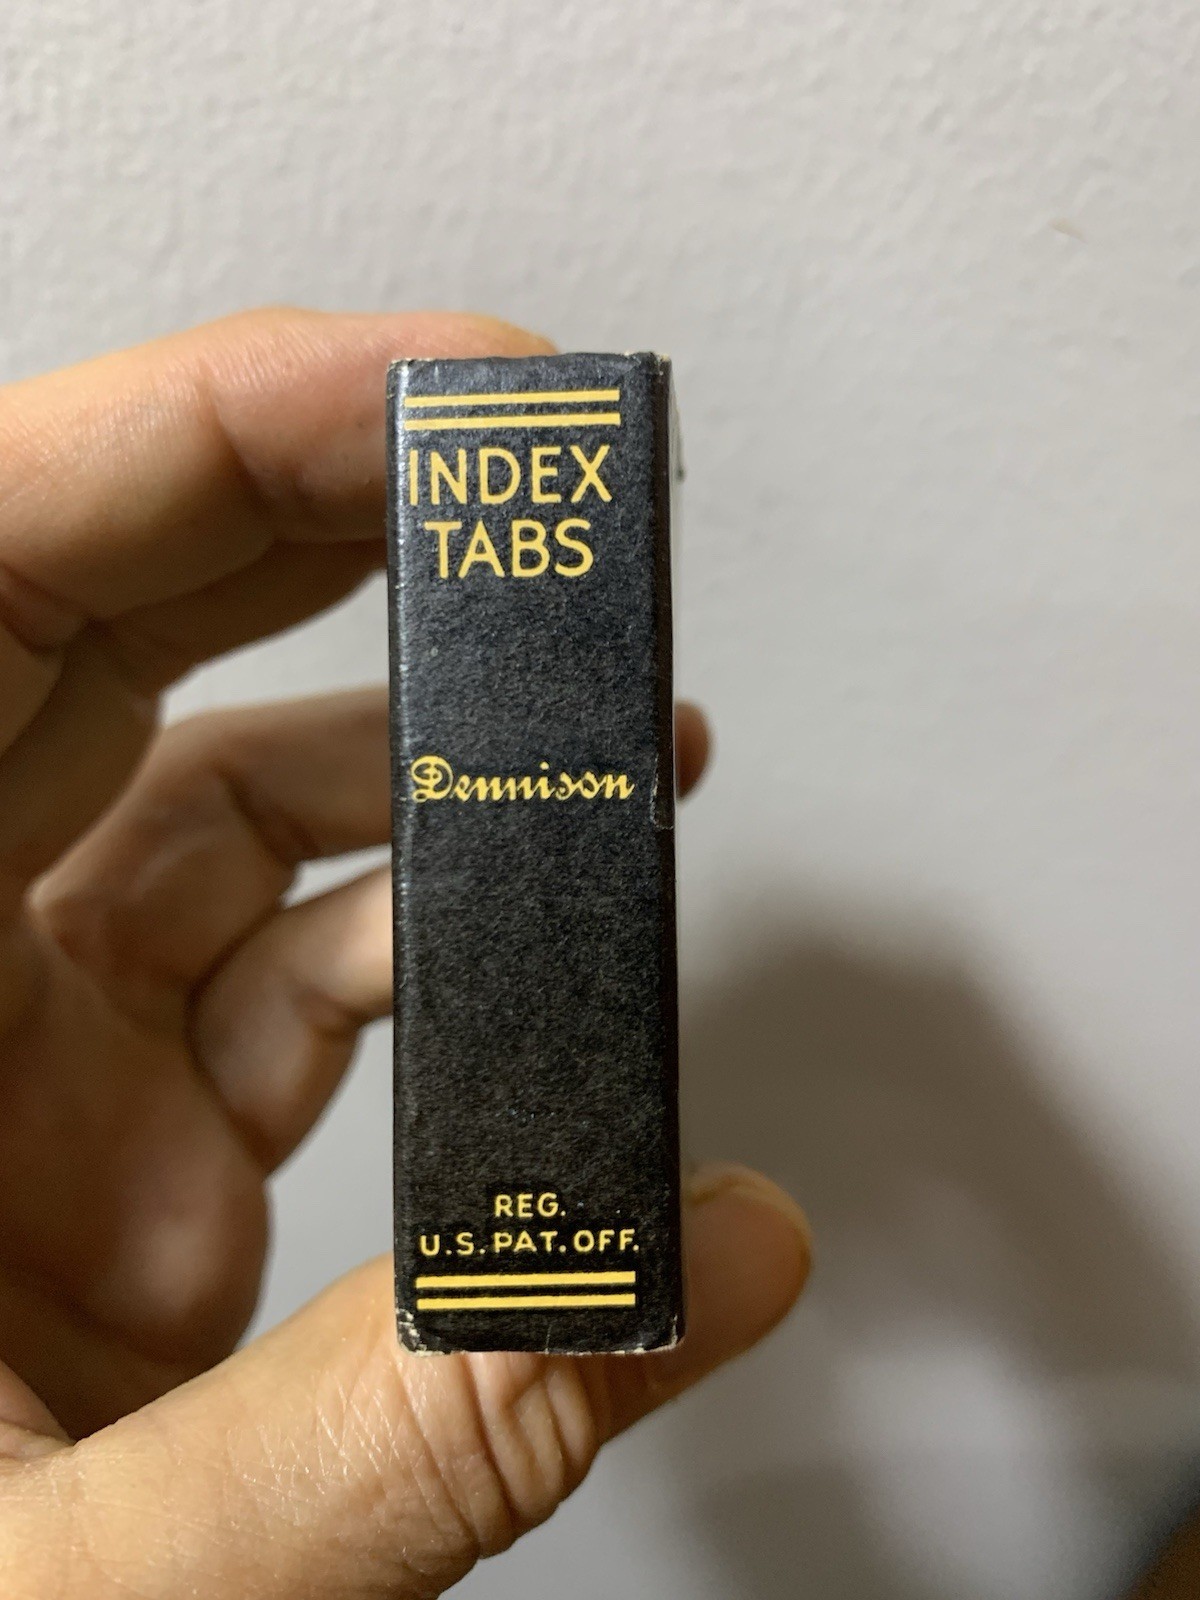 INDEX
TABS
Dennison
REG.
U.S. PAT. OFF.